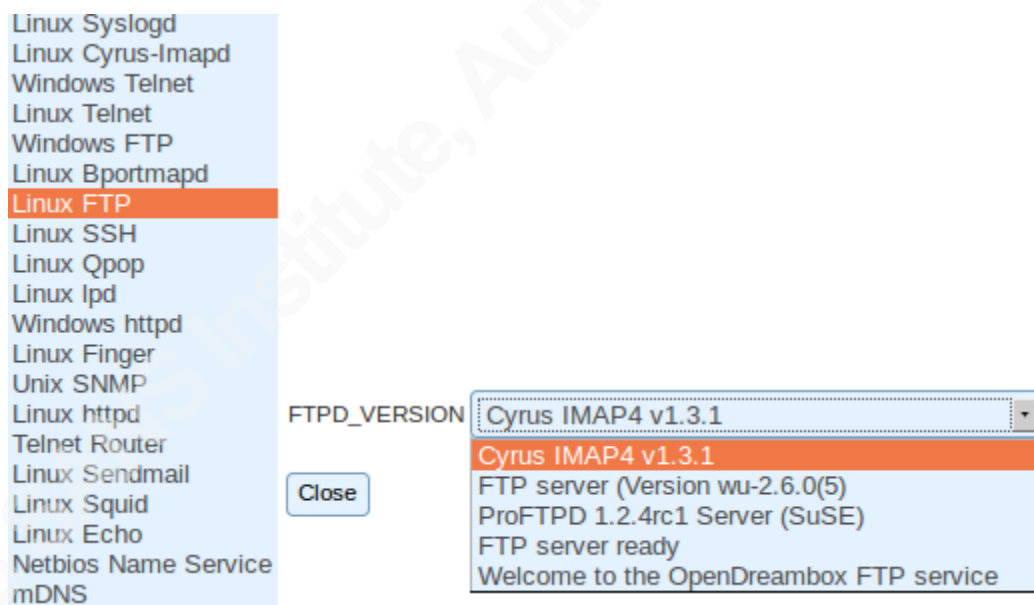 Linux Syslogd
Linux Cyrus-Imapd
Windows Telnet
Linux Telnet
Windows FTP
Linux Bportmapd
Linux FTP
Linux SSH
Linux Qpop
Linux lpd
Windows httpd
Linux Finger
Unix SNMP
Linux httpd
Telnet Router
Linux Sendmail
Linux Squid
Linux Echo
Netbios Name Service
mDNS
FTPD_VERSION
Cyrus IMAP4 v1.3.1
Cyrus IMAP4 v1.3.1
FTP server (Version wu-2.6.0(5)
ProFTPD 1.2.4rc1 Server (SuSE)
FTP server ready
Welcome to the OpenDreambox FTP service
Close